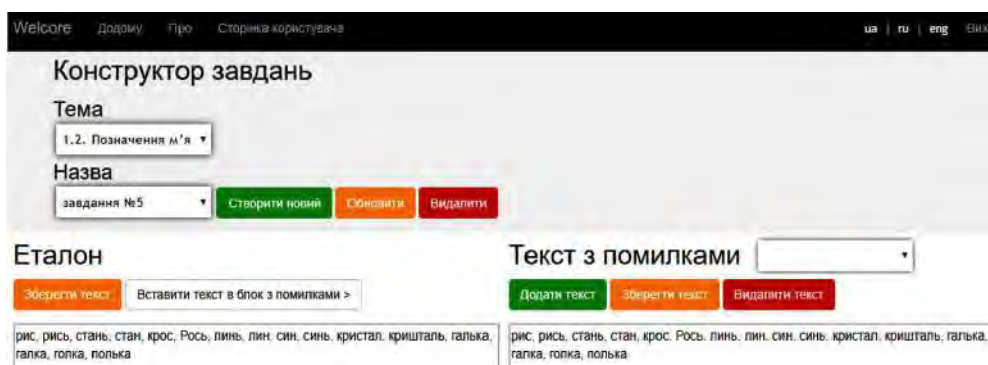 Welcore Додому Про Сторінка користувача ua | ru | eng Вих
Конструктор завдань
Тема
1.2. Позначення м'я
Назва
завдання №5 Створити новий Обновити Видалити
Еталон Текст з помилками
Зберегти текст Вставити текст в блок з помилками > Додати текст Зберегти текст Видалити текст
рис, рись, стань, стан, крос, Рось, линь, лин, син, синь, кристал, кришталь, галька,
галка, голка, полька
рис, рись, стань, стан, крос, Рось, линь, лин, син, синь, кристал, кришталь, галька,
галка, голка, полька